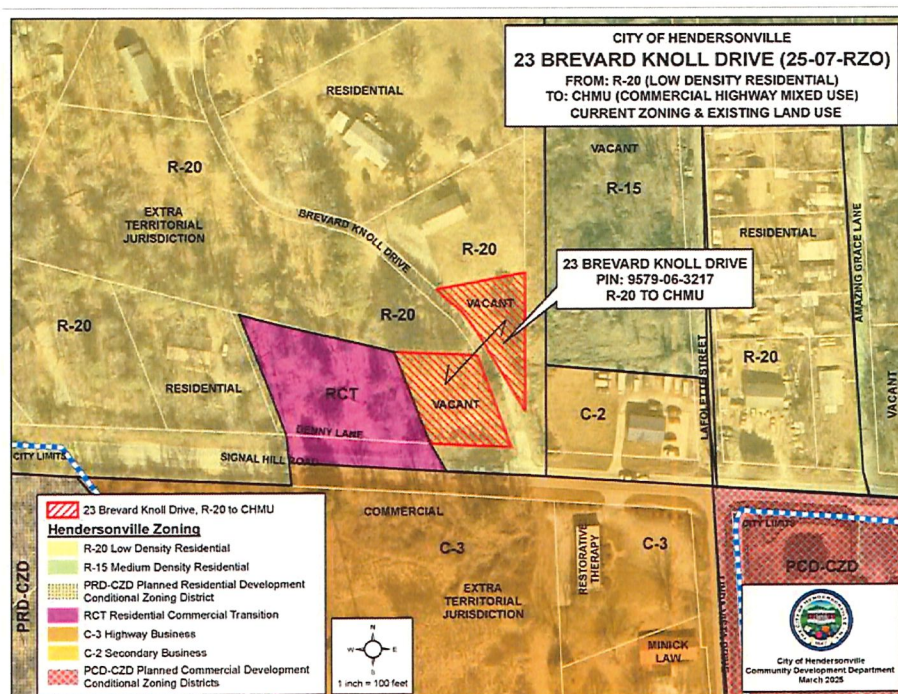 CITY OF HENDERSONVILLE
23 BREVARD KNOLL DRIVE (25-07-RZO)
FROM: R-20 (LOW DENSITY RESIDENTIAL)
TO: CHMU (COMMERCIAL HIGHWAY MIXED USE)
CURRENT ZONING & EXISTING LAND USE
RESIDENTIAL
R-20
EXTRA
TERRITORIAL
JURISDICTION
BREVARD KNOLL DRIVE
R-20
VACANT
R-15
RESIDENTIAL
AMAZING GRACE LANE
23 BREVARD KNOLL DRIVE
PIN: 9579-06-3217
R-20 TO CHMU
VACANT
R-20
R-20
RESIDENTIAL
RCT
VACANT
C-2
LAFOLETTE STREET
R-20
VACANT
DENNY LANE
SIGNAL HILL ROAD
CITY LIMITS
COMMERCIAL
C-3
RESTORATIVE
THERAPY
C-3
CITY LIMITS
PCD-CZD
EXTRA
TERRITORIAL
JURISDICTION
MINICK
LAW
PRD-CZD
23 Brevard Knoll Drive, R-20 to CHMU
Hendersonville Zoning
R-20 Low Density Residential
R-15 Medium Density Residential
PRD-CZD Planned Residential Development
Conditional Zoning District
RCT Residential Commercial Transition
C-3 Highway Business
C-2 Secondary Business
PCD-CZD Planned Commercial Development
Conditional Zoning Districts
N
W
E
S
1 inch = 100 feet
City of Hendersonville
Community Development Department
March 2025